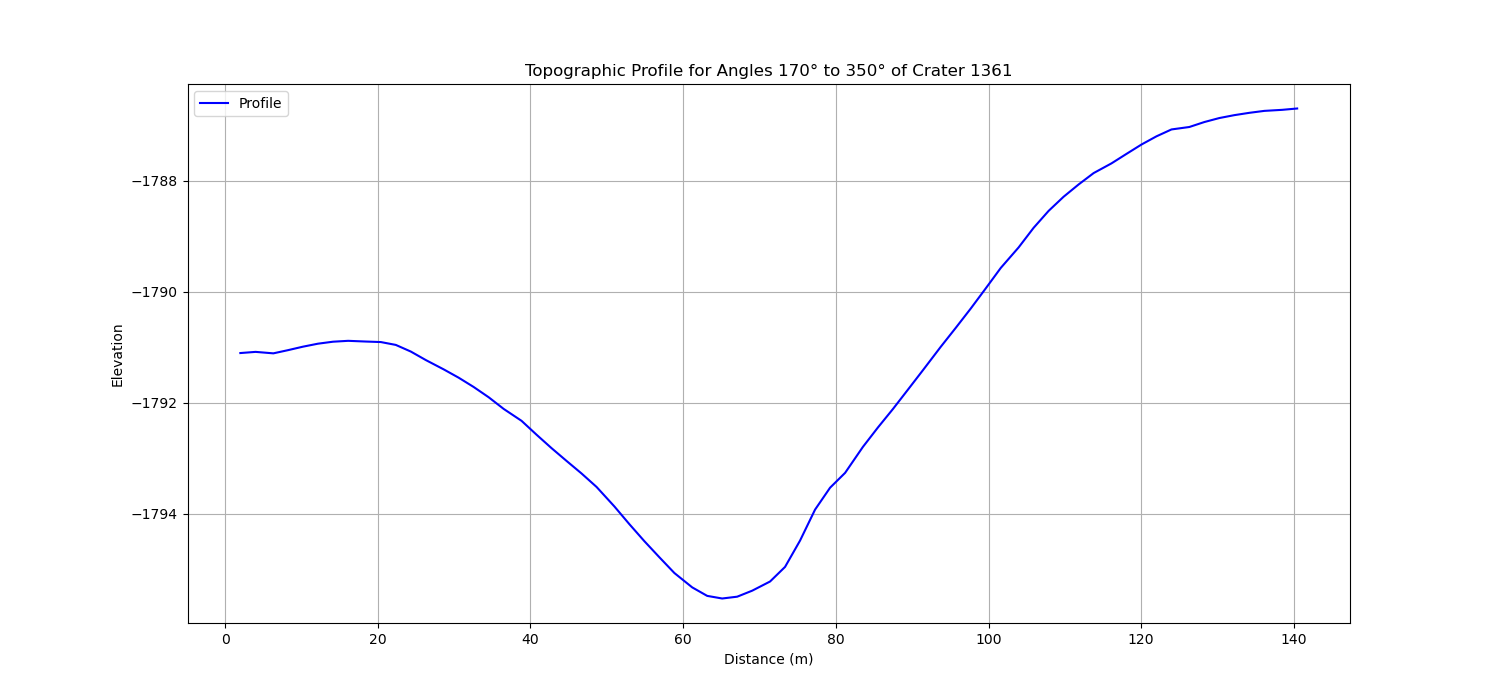 Topographic Profile for Angles 170° to 350° of Crater 1361
Profile
−1788
−1790
−1792
−1794
Elevation
0 20 40 60 80 100 120 140
Distance (m)